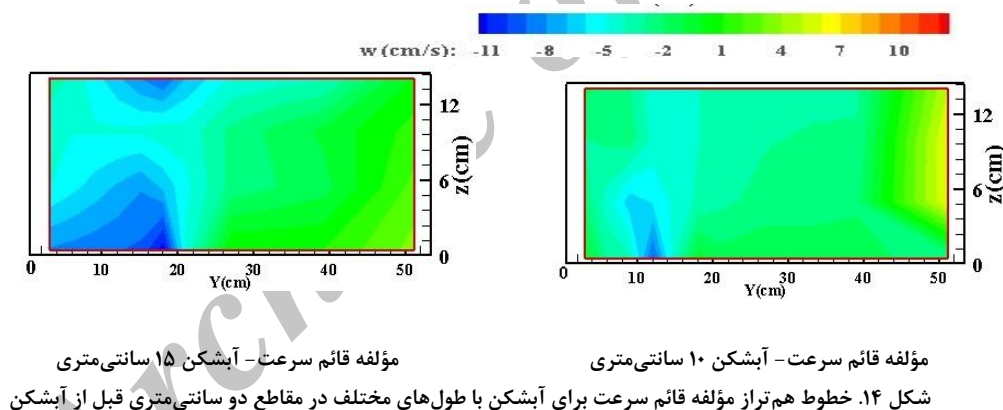 w (cm/s): -11 -8 -5 -2 1 4 7 10
12
6
0
z(cm)
0 10 20 30 40 50
Y(cm)
12
6
0
z(cm)
0 10 20 30 40 50
Y(cm)
مؤلفه قائم سرعت- آبشکن ۱۰ سانتی‌متری
مؤلفه قائم سرعت- آبشکن ۱۵ سانتی‌متری
شکل ۱۴. خطوط هم‌تراز مؤلفه قائم سرعت برای آبشکن با طول‌های مختلف در مقاطع دو سانتی‌متری قبل از آبشکن